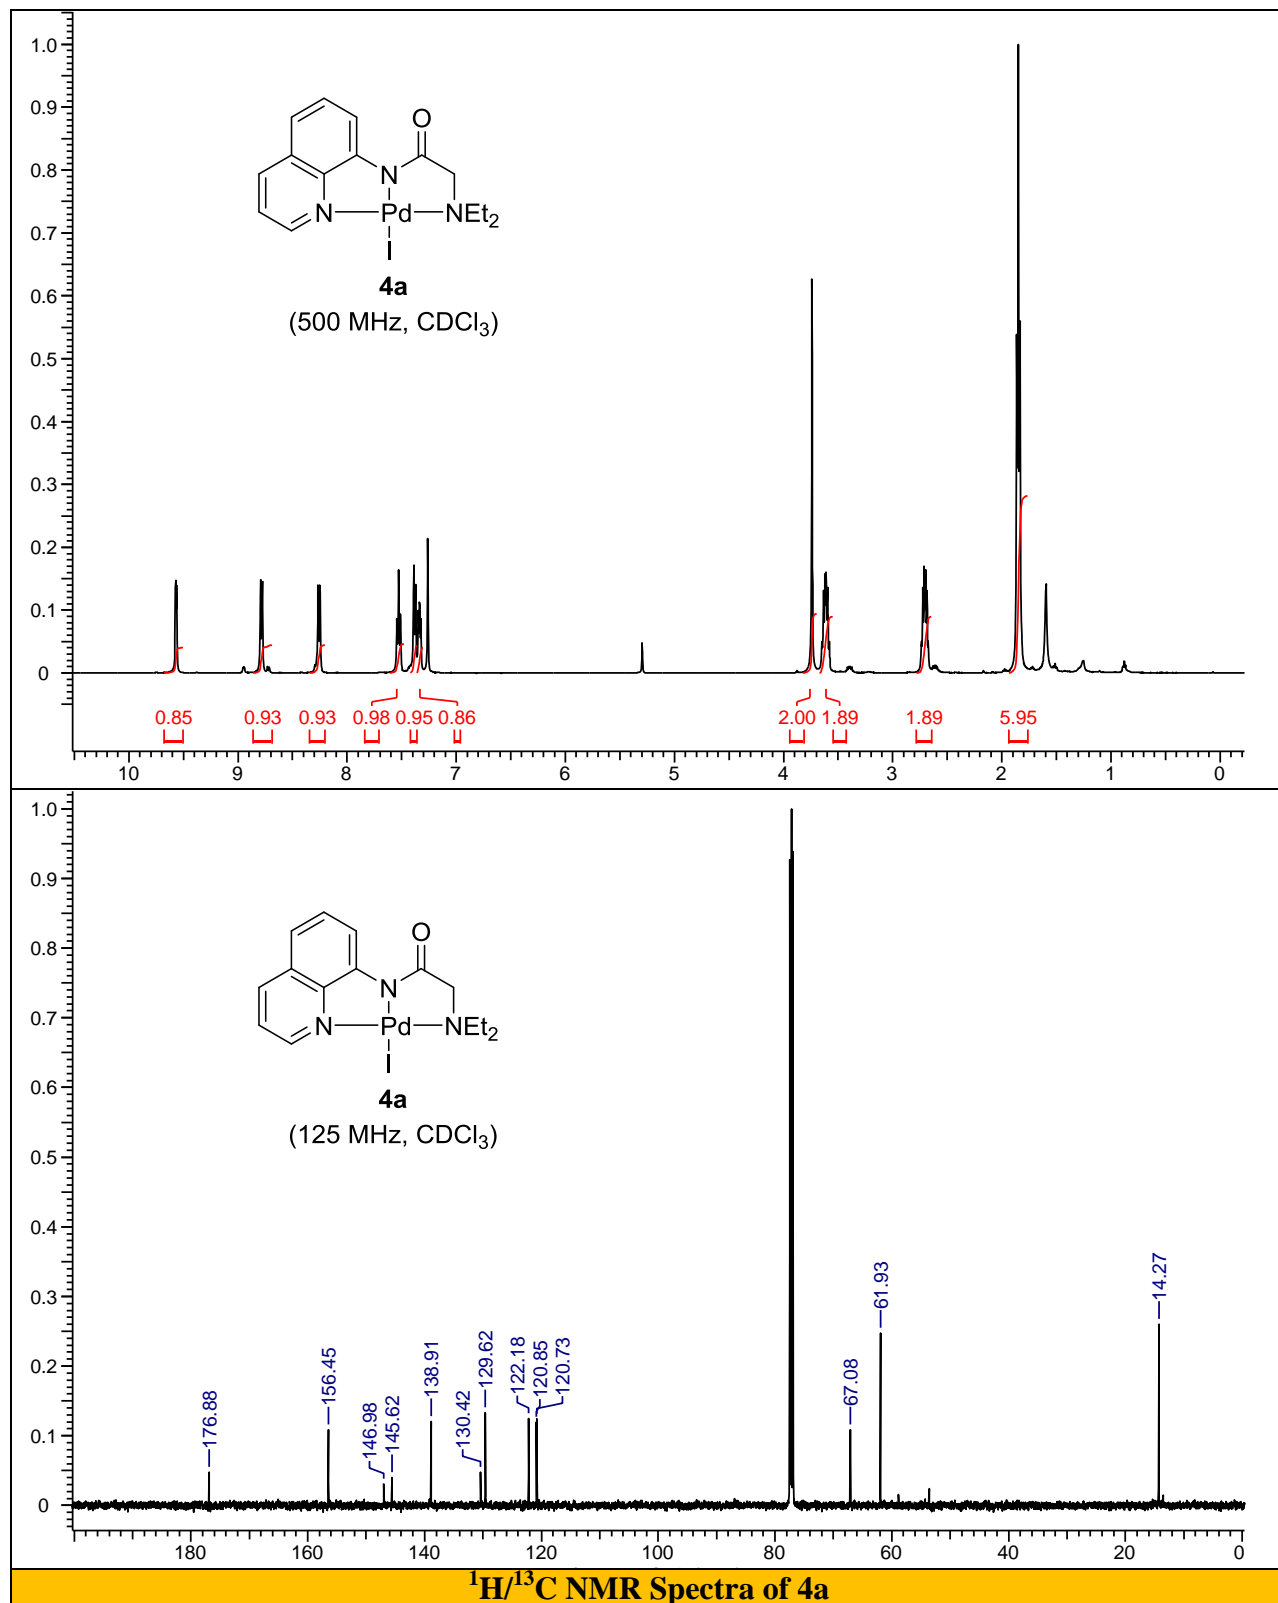 1.0
0.9
0.8
0.7
0.6
0.5
0.4
0.3
0.2
0.1
0
O
N
N
Pd
NEt2
I
4a
(500 MHz, CDCl3)
0.85 0.93 0.93 0.98 0.95 0.86 2.00 1.89 1.89 5.95
10 9 8 7 6 5 4 3 2 1 0
1.0
0.9
0.8
0.7
0.6
0.5
0.4
0.3
0.2
0.1
0
O
N
N
Pd
NEt2
I
4a
(125 MHz, CDCl3)
176.88
156.45
146.98
145.62
138.91
130.42
129.62
122.18
120.85
120.73
67.08
61.93
14.27
180 160 140 120 100 80 60 40 20 0
1H/13C NMR Spectra of 4a